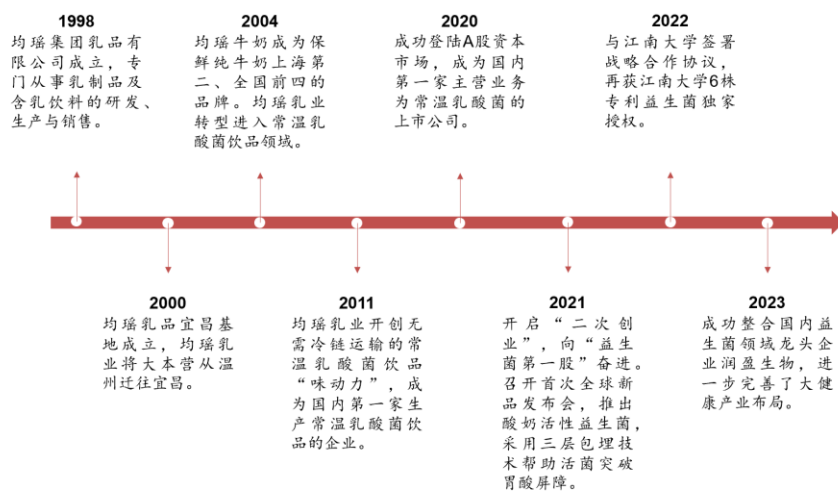 1998
均瑶集团乳品有
限公司成立，专
门从事乳制品及
含乳饮料的研发、
生产与销售。
2004
均瑶牛奶成为保
鲜纯牛奶上海第
二、全国前四的
品牌。均瑶乳业
转型进入常温乳
酸菌饮品领域。
2020
成功登陆A股资本
市场，成为国内
第一家主营业务
为常温乳酸菌的
上市公司。
2022
与江南大学签署
战略合作协议，
再获江南大学6株
专利益生菌独家
授权。
2000
均瑶乳品宜昌基
地成立，均瑶乳
业将大本营从温
州迁往宜昌。
2011
均瑶乳业开创无
需冷链运输的常
温乳酸菌饮品
“味动力”，成
为国内第一家生
产常温乳酸菌饮
品的企业。
2021
开启“二次创
业”，向“益生
菌第一股”奋进。
召开首次全球新
品发布会，推出
酸奶活性益生菌，
采用三层包埋技
术帮助活菌突破
胃酸屏障。
2023
成功整合国内益
生菌领域龙头企
业润盈生物，进
一步完善了大健
康产业布局。